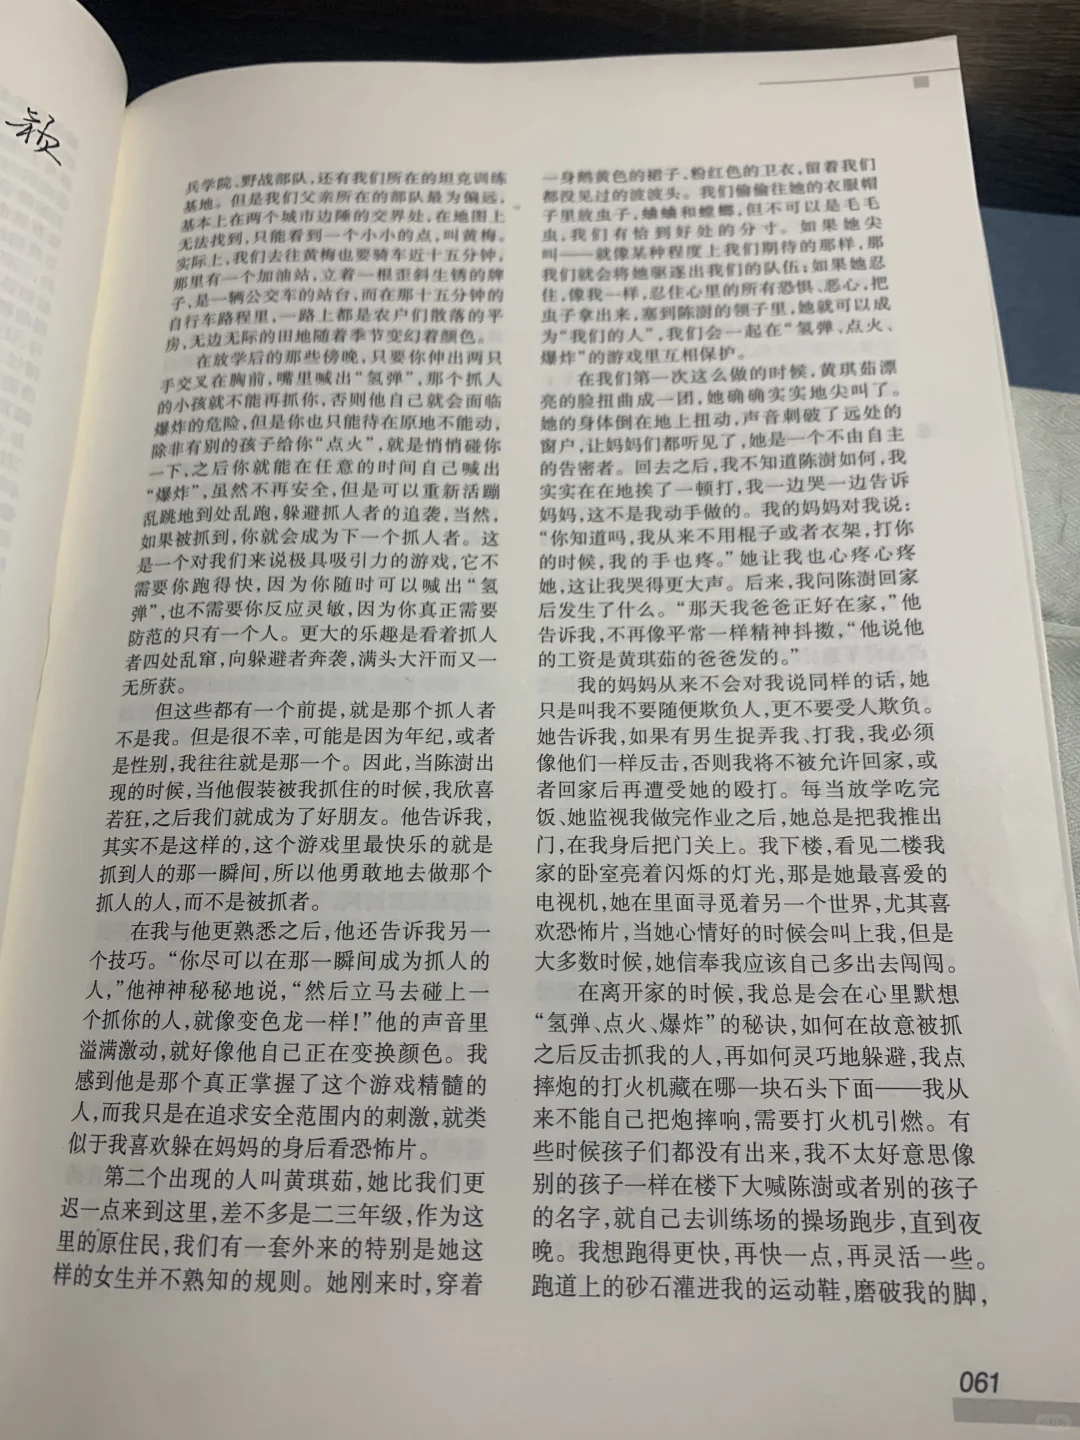 颖
兵学院、野战部队，还有我们所在的坦克训练
基地。但是我们父亲所在的部队最为偏远，
基本上在两个城市边陲的交界处，在地图上
无法找到，只能看到一个小小的点，叫黄梅。
实际上，我们去往黄梅也要骑车近十五分钟，
那里有一个加油站，立着一根歪斜生锈的牌
子，是一辆公交车的站台，而在那十五分钟的
自行车路程里，一路上都是农户们散落的平
房，无边无际的田地随着季节变幻着颜色。
在放学后的那些傍晚，只要你伸出两只
手交叉在胸前，嘴里喊出“氢弹”，那个抓人
的小孩就不能再抓你，否则他自己就会面临
爆炸的危险，但是你也只能待在原地不能动，
除非有别的孩子给你“点火”，就是悄悄碰你
一下，之后你就能在任意的时间自己喊出
“爆炸”，虽然不再安全，但是可以重新活蹦
乱跳地到处乱跑，躲避抓人者的追袭，当然，
如果被抓到，你就会成为下一个抓人者。这
是一个对我们来说极具吸引力的游戏，它不
需要你跑得快，因为你随时可以喊出“氢
弹”，也不需要你反应灵敏，因为你真正需要
防范的只有一个人。更大的乐趣是看着抓人
者四处乱窜，向躲避者奔袭，满头大汗而又一
无所获。
但这些都有一个前提，就是那个抓人者
不是我。但是很不幸，可能是因为年纪，或者
是性别，我往往就是那一个。因此，当陈澍出
现的时候，当他假装被我抓住的时候，我欣喜
若狂，之后我们就成为了好朋友。他告诉我，
其实不是这样的，这个游戏里最快乐的就是
抓到人的那一瞬间，所以他勇敢地去做那个
抓人的人，而不是被抓者。
在我与他更熟悉之后，他还告诉我另一
个技巧。“你尽可以在那一瞬间成为抓人的
人，”他神神秘秘地说，“然后立马去碰上一
个抓你的人，就像变色龙一样！”他的声音里
溢满激动，就好像他自己正在变换颜色。我
感到他是那个真正掌握了这个游戏精髓的
人，而我只是在追求安全范围内的刺激，就类
似于我喜欢躲在妈妈的身后看恐怖片。
第二个出现的人叫黄琪茹，她比我们更
迟一点来到这里，差不多是二三年级，作为这
里的原住民，我们有一套外来的特别是她这
样的女生并不熟知的规则。她刚来时，穿着
一身鹅黄色的裙子，粉红色的卫衣，留着我们
都没见过的波波头。我们偷偷往她的衣服帽
子里放虫子，蛐蛐和螳螂，但不可以是毛毛
虫，我们有恰到好处的分寸。如果她尖
叫——就像某种程度上我们期待的那样，那
我们就会将她驱逐出我们的队伍；如果她忍
住，像我一样，忍住心里的所有恐惧、恶心，把
虫子拿出来，塞到陈澍的领子里，她就可以成
为“我们的人”，我们会一起在“氢弹、点火、
爆炸”的游戏里互相保护。
在我们第一次这么做的时候，黄琪茹漂
亮的脸扭曲成一团，她确确实实地尖叫了。
她的身体倒在地上扭动，声音刺破了远处的
窗户，让妈妈们都听见了，她是一个不由自主
的告密者。回去之后，我不知道陈澍如何，我
实实在在地挨了一顿打，我一边哭一边告诉
妈妈，这不是我动手做的。我的妈妈对我说：
“你知道吗，我从来不用棍子或者衣架，打你
的时候，我的手也疼。”她让我也心疼心疼
她，这让我哭得更大声。后来，我问陈澍回家
后发生了什么。“那天我爸爸正好在家，”他
告诉我，不再像平常一样精神抖擞，“他说他
的工资是黄琪茹的爸爸发的。”
我的妈妈从来不会对我说同样的话，她
只是叫我不要随便欺负人，更不要受人欺负。
她告诉我，如果有男生捉弄我、打我，我必须
像他们一样反击，否则我将不被允许回家，或
者回家后再遭受她的殴打。每当放学吃完
饭、她监视我做完作业之后，她总是把我推出
门，在我身后把门关上。我下楼，看见二楼我
家的卧室亮着闪烁的灯光，那是她最喜爱的
电视机，她在里面寻觅着另一个世界，尤其喜
欢恐怖片，当她心情好的时候会叫上我，但是
大多数时候，她信奉我应该自己多出去闯闯。
在离开家的时候，我总是会在心里默想
“氢弹、点火、爆炸”的秘诀，如何在故意被抓
之后反击抓我的人，再如何灵巧地躲避，我点
摔炮的打火机藏在哪一块石头下面——我从
来不能自己把炮摔响，需要打火机引燃。有
些时候孩子们都没有出来，我不太好意思像
别的孩子一样在楼下大喊陈澍或者别的孩子
的名字，就自己去训练场的操场跑步，直到夜
晚。我想跑得更快，再快一点，再灵活一些。
跑道上的砂石灌进我的运动鞋，磨破我的脚，
061
小红书